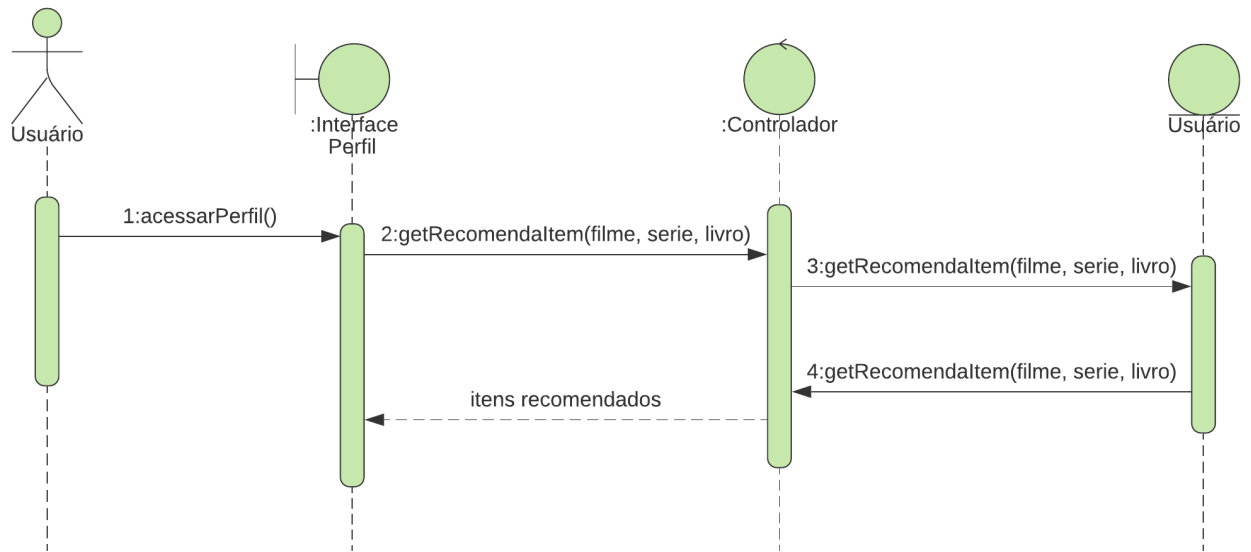 Usuário
:Interface
Perfil
:Controlador
Usuário
1:acessarPerfil()
2:getRecomendaItem(filme, serie, livro)
3:getRecomendaItem(filme, serie, livro)
4:getRecomendaItem(filme, serie, livro)
itens recomendados